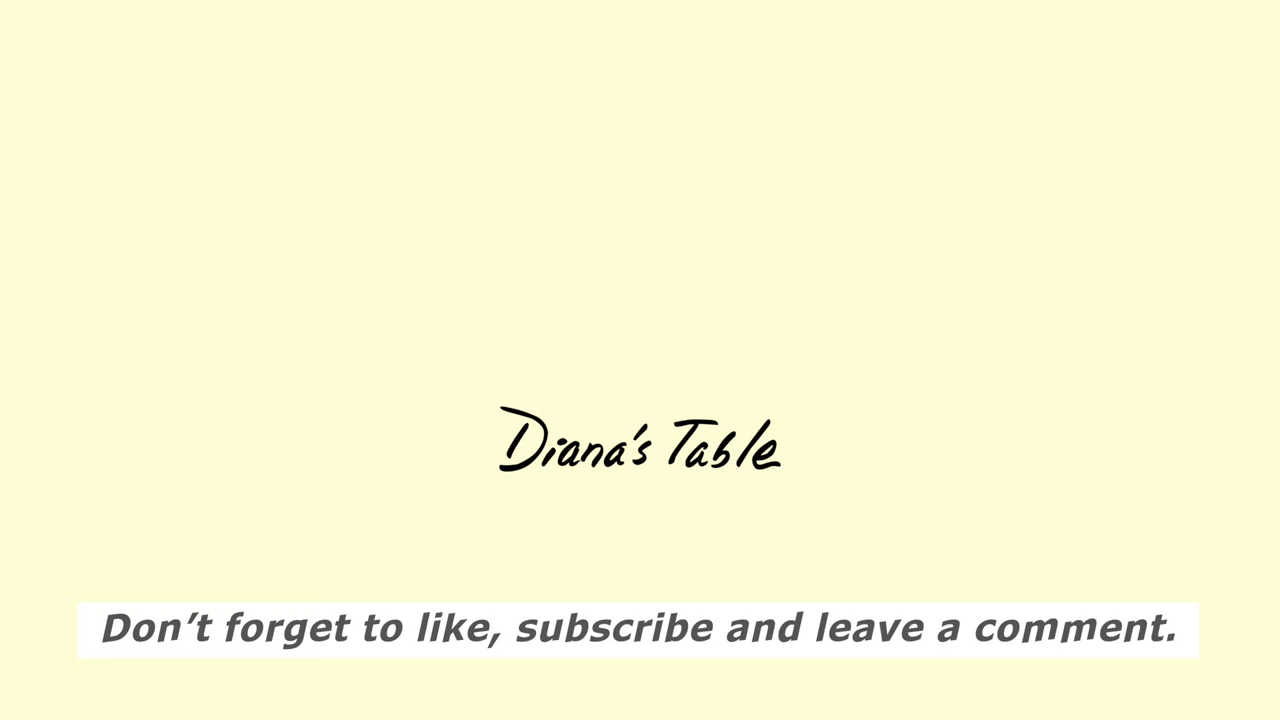 Diana's Table
Don’t forget to like, subscribe and leave a comment.